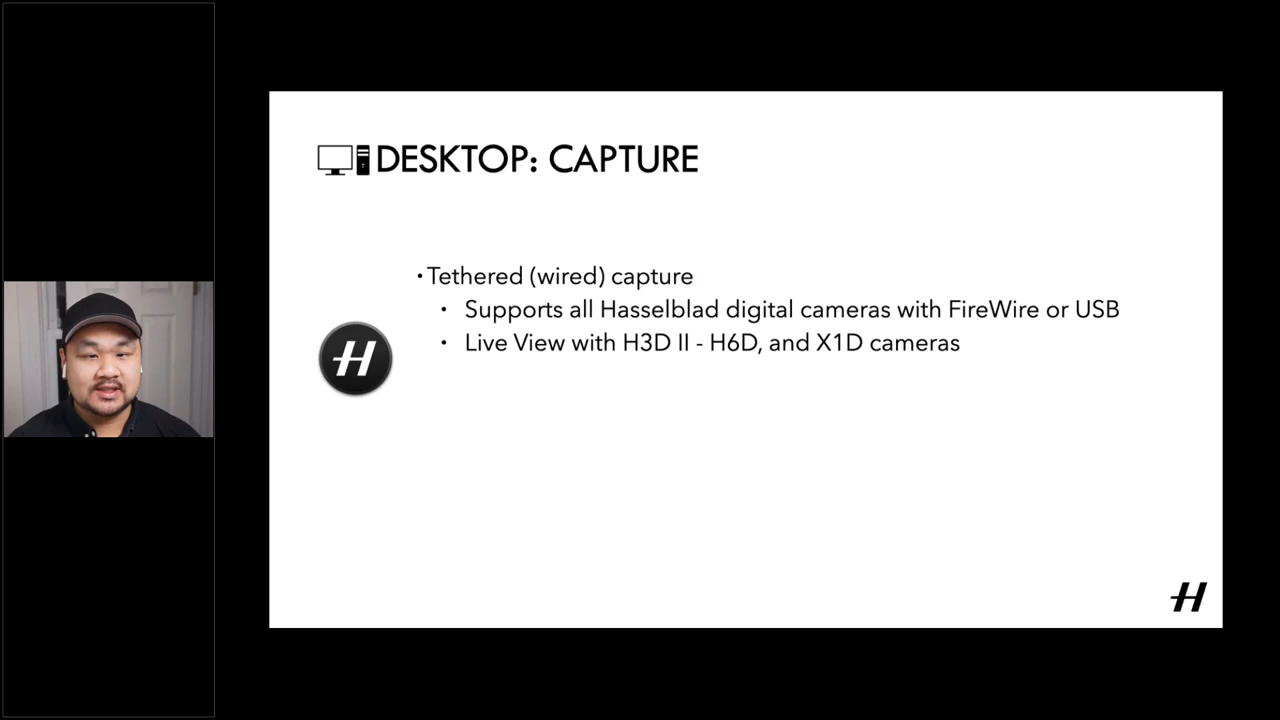 DESKTOP: CAPTURE
• Tethered (wired) capture
• Supports all Hasselblad digital cameras with FireWire or USB
• Live View with H3D II - H6D, and X1D cameras
H
H